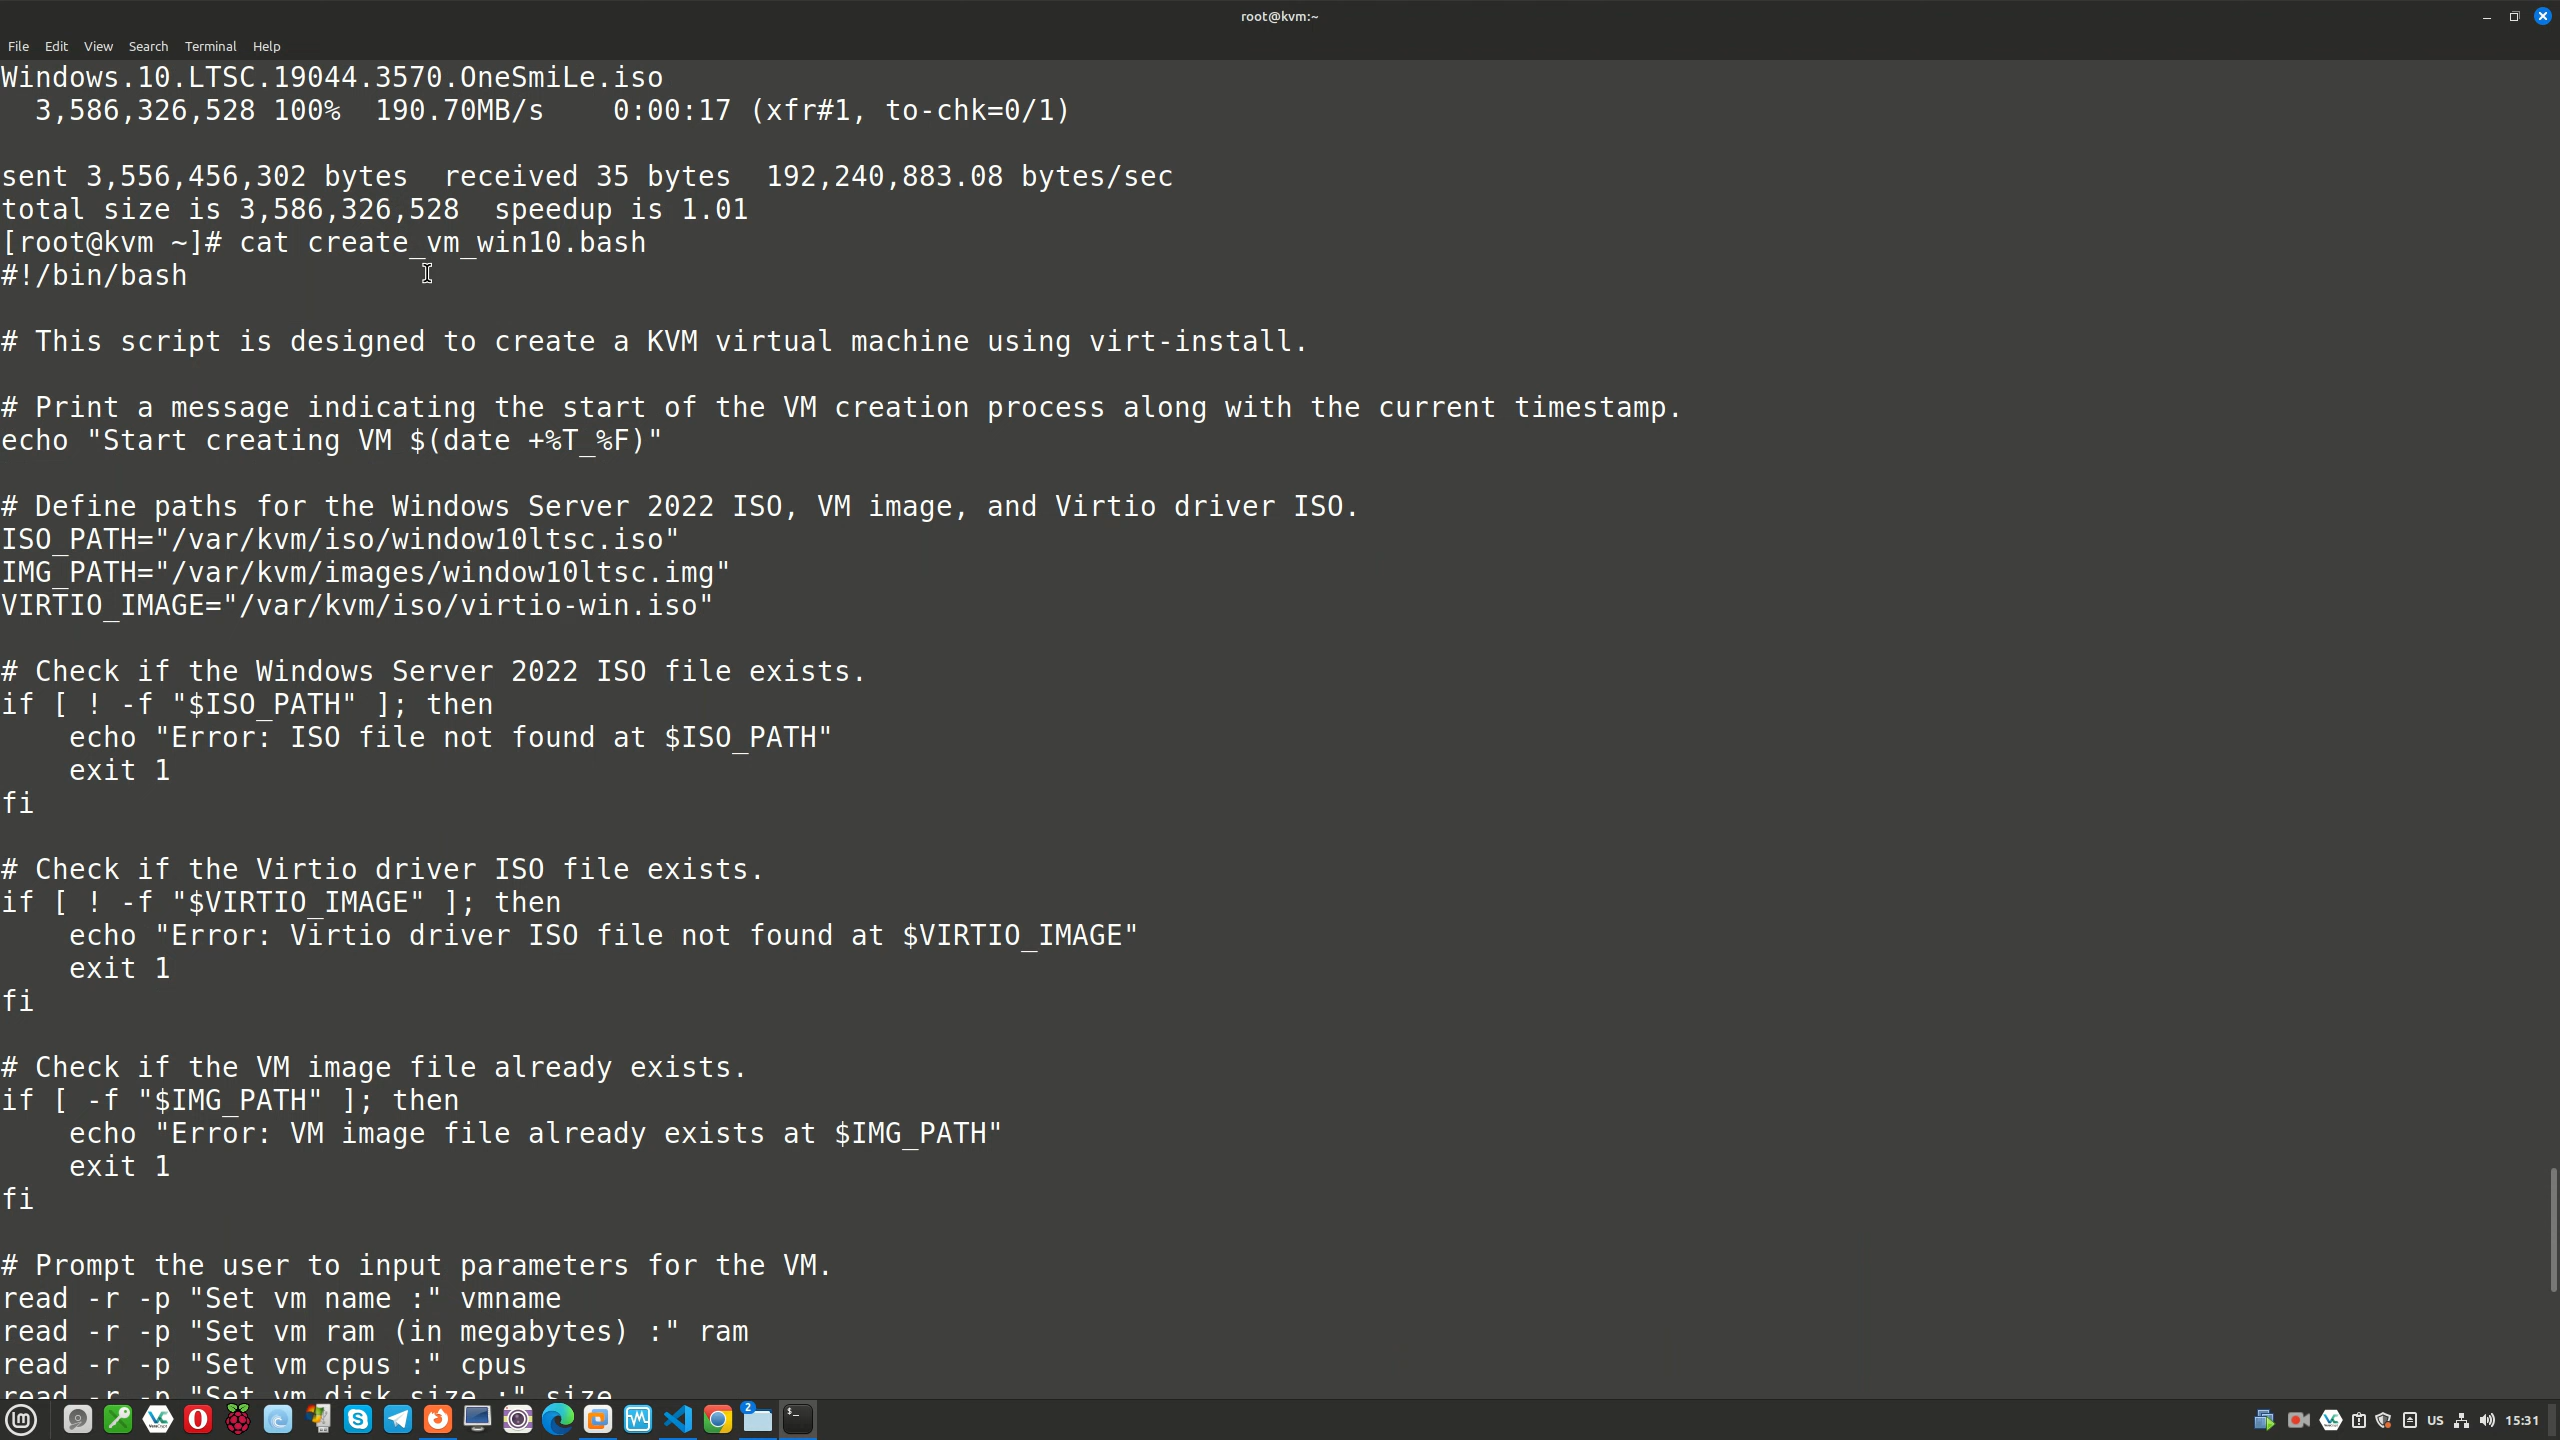 root@kvm:~
File Edit View Search Terminal Help
Windows.10.LTSC.19044.3570.OneSmiLe.iso
  3,586,326,528 100%  190.70MB/s    0:00:17 (xfr#1, to-chk=0/1)
sent 3,556,456,302 bytes  received 35 bytes  192,240,883.08 bytes/sec
total size is 3,586,326,528  speedup is 1.01
[root@kvm ~]# cat create_vm_win10.bash
#!/bin/bash
# This script is designed to create a KVM virtual machine using virt-install.
# Print a message indicating the start of the VM creation process along with the current timestamp.
echo "Start creating VM $(date +%T_%F)"
# Define paths for the Windows Server 2022 ISO, VM image, and Virtio driver ISO.
ISO_PATH="/var/kvm/iso/window10ltsc.iso"
IMG_PATH="/var/kvm/images/window10ltsc.img"
VIRTIO_IMAGE="/var/kvm/iso/virtio-win.iso"
# Check if the Windows Server 2022 ISO file exists.
if [ ! -f "$ISO_PATH" ]; then
    echo "Error: ISO file not found at $ISO_PATH"
    exit 1
fi
# Check if the Virtio driver ISO file exists.
if [ ! -f "$VIRTIO_IMAGE" ]; then
    echo "Error: Virtio driver ISO file not found at $VIRTIO_IMAGE"
    exit 1
fi
# Check if the VM image file already exists.
if [ -f "$IMG_PATH" ]; then
    echo "Error: VM image file already exists at $IMG_PATH"
    exit 1
fi
# Prompt the user to input parameters for the VM.
read -r -p "Set vm name :" vmname
read -r -p "Set vm ram (in megabytes) :" ram
read -r -p "Set vm cpus :" cpus
read -r -p "Set vm disk size :" size
2
US 15:31